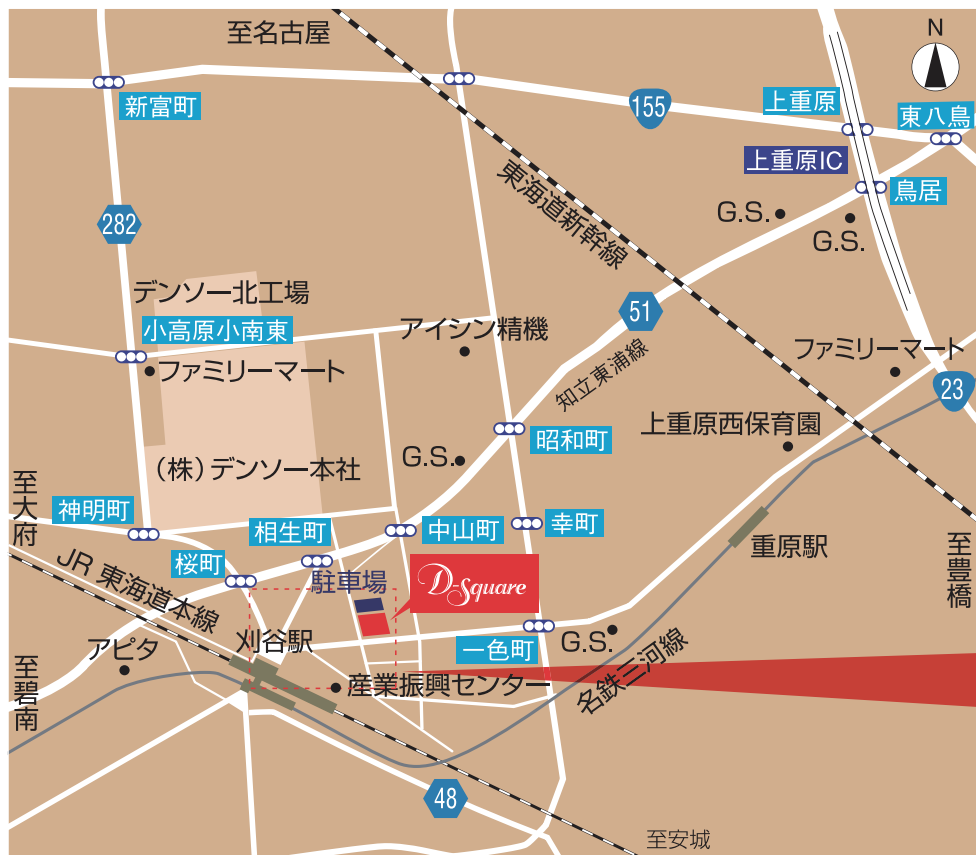 至名古屋
N
155
新富町
上重原
東八鳥
上重原IC
鳥居
東海道新幹線
282
G.S.
G.S.
デンソー北工場
51
小高原小南東
アイシン精機
ファミリーマート
ファミリーマート
知立東浦線
23
上重原西保育園
昭和町
G.S.
(株)デンソー本社
至大府
神明町
相生町
中山町
幸町
重原駅
至豊橋
桜町
JR 東海道本線
駐車場
D-Square
刈谷駅
アピタ
一色町
G.S.
至碧南
産業振興センター
名鉄三河線
48
至安城